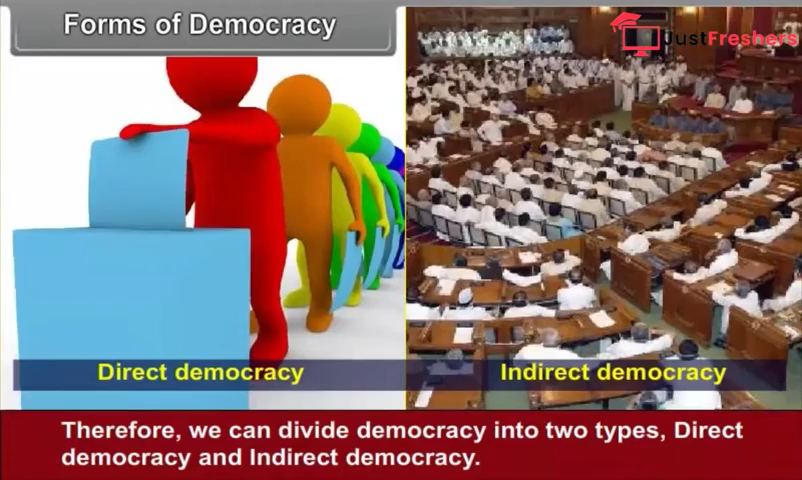 Forms of Democracy
JustFreshers
Direct democracy
Indirect democracy
Therefore, we can divide democracy into two types, Direct
democracy and Indirect democracy.